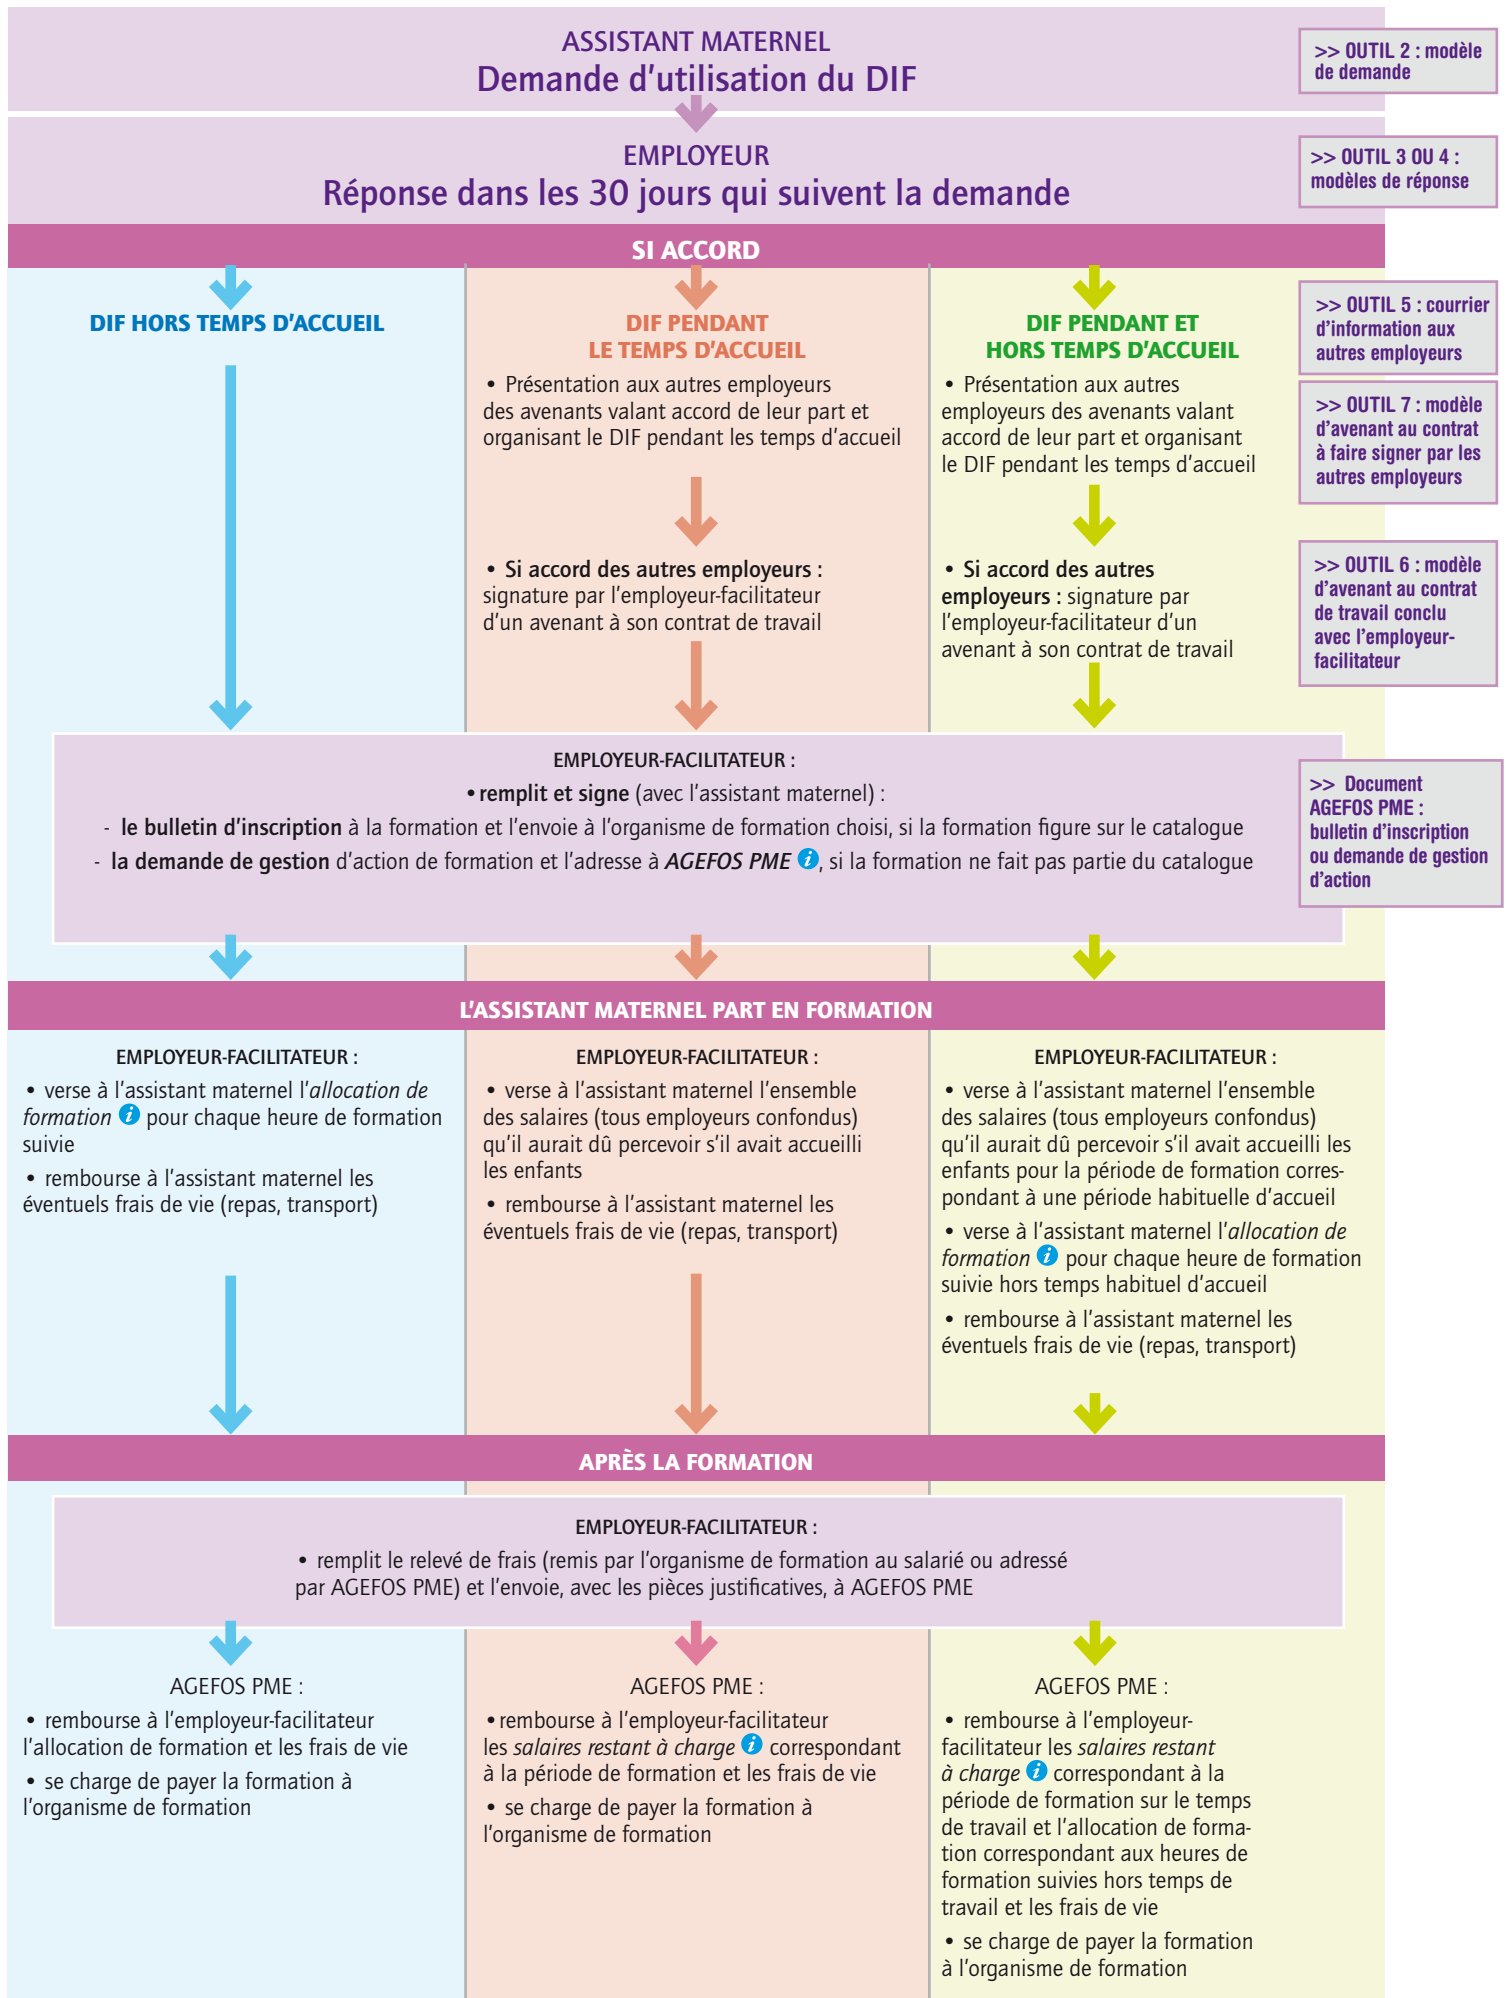 ASSISTANT MATERNEL
Demande d'utilisation du DIF
>> OUTIL 2 : modèle
de demande
EMPLOYEUR
Réponse dans les 30 jours qui suivent la demande
>> OUTIL 3 OU 4 :
modèles de réponse
SI ACCORD
DIF HORS TEMPS D'ACCUEIL
DIF PENDANT
LE TEMPS D'ACCUEIL
• Présentation aux autres employeurs
des avenants valant accord de leur part et
organisant le DIF pendant les temps d'accueil
• Si accord des autres employeurs :
signature par l'employeur-facilitateur
d'un avenant à son contrat de travail
DIF PENDANT ET
HORS TEMPS D'ACCUEIL
• Présentation aux autres
employeurs des avenants valant
accord de leur part et organisant
le DIF pendant les temps d'accueil
• Si accord des autres
employeurs : signature par
l'employeur-facilitateur d'un
avenant à son contrat de travail
>> OUTIL 5 : courrier
d'information aux
autres employeurs
>> OUTIL 7 : modèle
d'avenant au contrat
à faire signer par les
autres employeurs
>> OUTIL 6 : modèle
d'avenant au contrat
de travail conclu
avec l'employeur-
facilitateur
EMPLOYEUR-FACILITATEUR :
• remplit et signe (avec l'assistant maternel) :
- le bulletin d'inscription à la formation et l'envoie à l'organisme de formation choisi, si la formation figure sur le catalogue
- la demande de gestion d'action de formation et l'adresse à AGEFOS PME i, si la formation ne fait pas partie du catalogue
>> Document
AGEFOS PME :
bulletin d'inscription
ou demande de gestion
d'action
L'ASSISTANT MATERNEL PART EN FORMATION
EMPLOYEUR-FACILITATEUR :
• verse à l'assistant maternel l'allocation de
formation i pour chaque heure de formation
suivie
• rembourse à l'assistant maternel les
éventuels frais de vie (repas, transport)
EMPLOYEUR-FACILITATEUR :
• verse à l'assistant maternel l'ensemble
des salaires (tous employeurs confondus)
qu'il aurait dû percevoir s'il avait accueilli
les enfants
• rembourse à l'assistant maternel les
éventuels frais de vie (repas, transport)
EMPLOYEUR-FACILITATEUR :
• verse à l'assistant maternel l'ensemble
des salaires (tous employeurs confondus)
qu'il aurait dû percevoir s'il avait accueilli les
enfants pour la période de formation corres-
pondant à une période habituelle d'accueil
• verse à l'assistant maternel l'allocation de
formation i pour chaque heure de formation
suivie hors temps habituel d'accueil
• rembourse à l'assistant maternel les
éventuels frais de vie (repas, transport)
APRÈS LA FORMATION
EMPLOYEUR-FACILITATEUR :
• remplit le relevé de frais (remis par l'organisme de formation au salarié ou adressé
par AGEFOS PME) et l'envoie, avec les pièces justificatives, à AGEFOS PME
AGEFOS PME :
• rembourse à l'employeur-facilitateur
l'allocation de formation et les frais de vie
• se charge de payer la formation à
l'organisme de formation
AGEFOS PME :
• rembourse à l'employeur-facilitateur
les salaires restant à charge i correspondant
à la période de formation et les frais de vie
• se charge de payer la formation à
l'organisme de formation
AGEFOS PME :
• rembourse à l'employeur-
facilitateur les salaires restant
à charge i correspondant à la
période de formation sur le temps
de travail et l'allocation de forma-
tion correspondant aux heures de
formation suivies hors temps de
travail et les frais de vie
• se charge de payer la formation
à l'organisme de formation